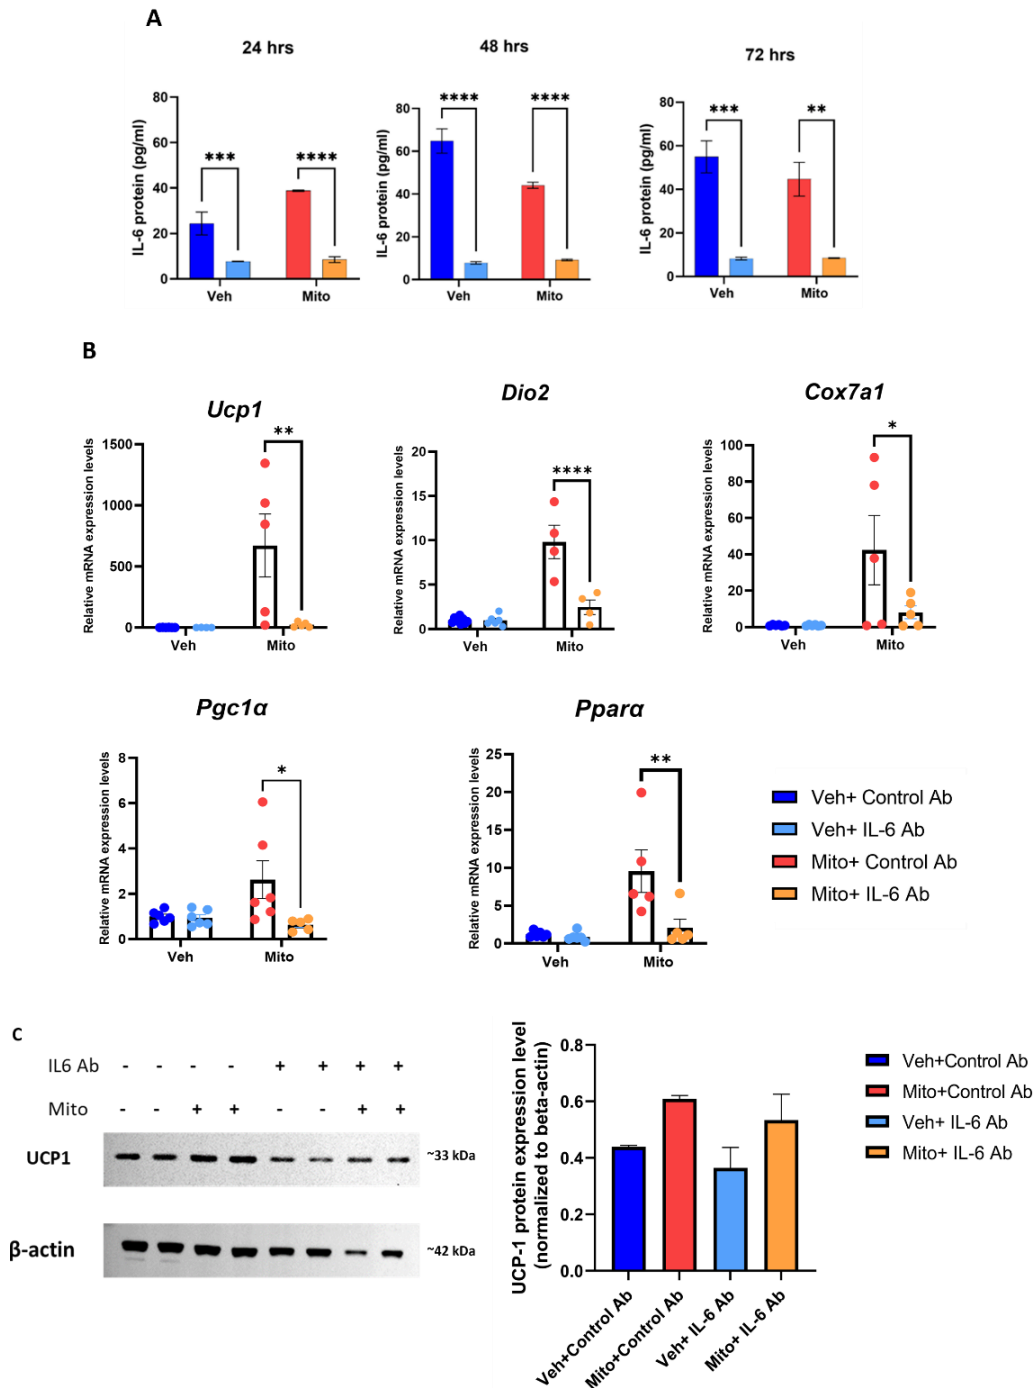 A
24 hrs
48 hrs
72 hrs
IL-6 protein (pg/ml)
80
60
40
20
0
***
****
Veh
Mito
IL-6 protein (pg/ml)
80
60
40
20
0
****
****
Veh
Mito
IL-6 protein (pg/ml)
80
60
40
20
0
***
**
Veh
Mito
B
Ucp1
Relative mRNA expression levels
1500
1000
500
0
**
Veh
Mito
Dio2
Relative mRNA expression levels
15
10
5
0
****
Veh
Mito
Cox7a1
Relative mRNA expression levels
100
80
60
40
20
0
*
Veh
Mito
Pgc1α
Relative mRNA expression levels
8
6
4
2
0
*
Veh
Mito
Pparα
Relative mRNA expression levels
25
20
15
10
5
0
**
Veh
Mito
Veh+ Control Ab
Veh+ IL-6 Ab
Mito+ Control Ab
Mito+ IL-6 Ab
C
IL6 Ab - - - - + + + +
Mito - - + + - - + +
UCP1 ~33 kDa
β-actin ~42 kDa
UCP-1 protein expression level
(normalized to beta-actin)
0.8
0.6
0.4
0.2
0.0
Veh+Control Ab
Mito+Control Ab
Veh+ IL-6 Ab
Mito+ IL-6 Ab
Veh+Control Ab
Mito+Control Ab
Veh+ IL-6 Ab
Mito+ IL-6 Ab